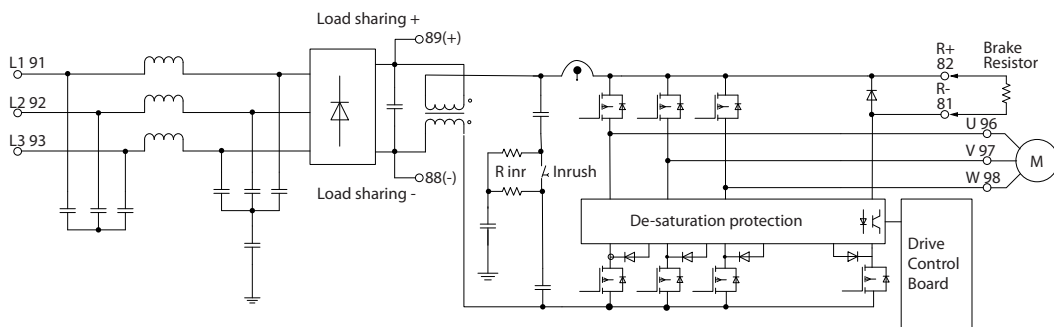 Load sharing +
89(+)
L1 91
L2 92
L3 93
R+
82
Brake
Resistor
R-
81
U 96
V 97
W 98
M
R inr
Inrush
88(-)
Load sharing -
De-saturation protection
Drive
Control
Board